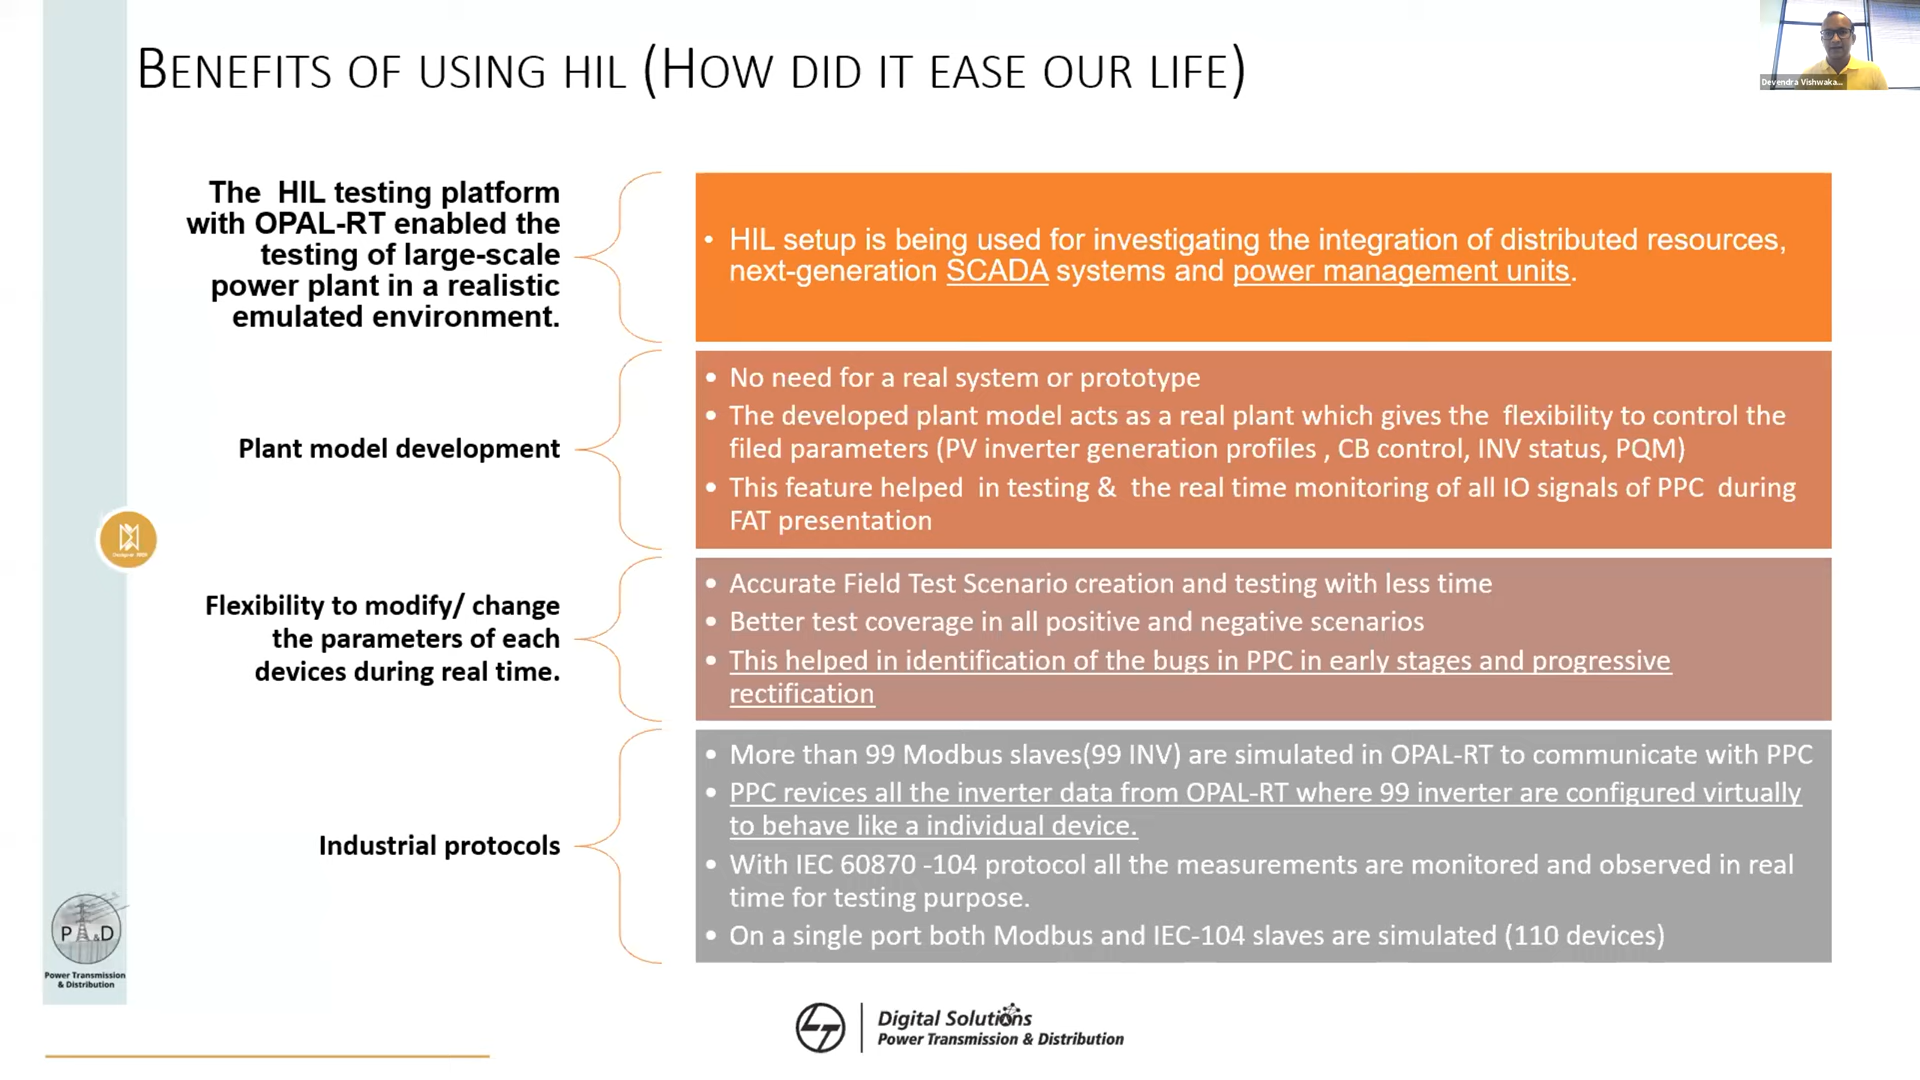 BENEFITS OF USING HIL (HOW DID IT EASE OUR LIFE)
Devendra Vishwaka...
The HIL testing platform
with OPAL-RT enabled the
testing of large-scale
power plant in a realistic
emulated environment.
• HIL setup is being used for investigating the integration of distributed resources,
next-generation SCADA systems and power management units.
Plant model development
• No need for a real system or prototype
• The developed plant model acts as a real plant which gives the flexibility to control the
filed parameters (PV inverter generation profiles , CB control, INV status, PQM)
• This feature helped in testing & the real time monitoring of all IO signals of PPC during
FAT presentation
Flexibility to modify/ change
the parameters of each
devices during real time.
• Accurate Field Test Scenario creation and testing with less time
• Better test coverage in all positive and negative scenarios
• This helped in identification of the bugs in PPC in early stages and progressive
rectification
Industrial protocols
• More than 99 Modbus slaves(99 INV) are simulated in OPAL-RT to communicate with PPC
• PPC revices all the inverter data from OPAL-RT where 99 inverter are configured virtually
to behave like a individual device.
• With IEC 60870 -104 protocol all the measurements are monitored and observed in real
time for testing purpose.
• On a single port both Modbus and IEC-104 slaves are simulated (110 devices)
PT&D
Power Transmission
& Distribution
LT
Digital Solutions
Power Transmission & Distribution